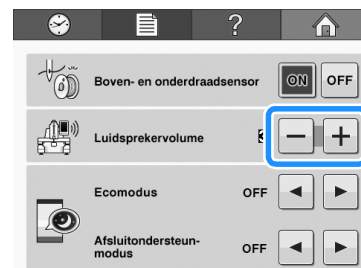 ?
Boven- en onderdraadsensor ON OFF
Luidsprekervolume − +
Ecomodus OFF ◀ ▶
Afsluitondersteun-
modus OFF ◀ ▶